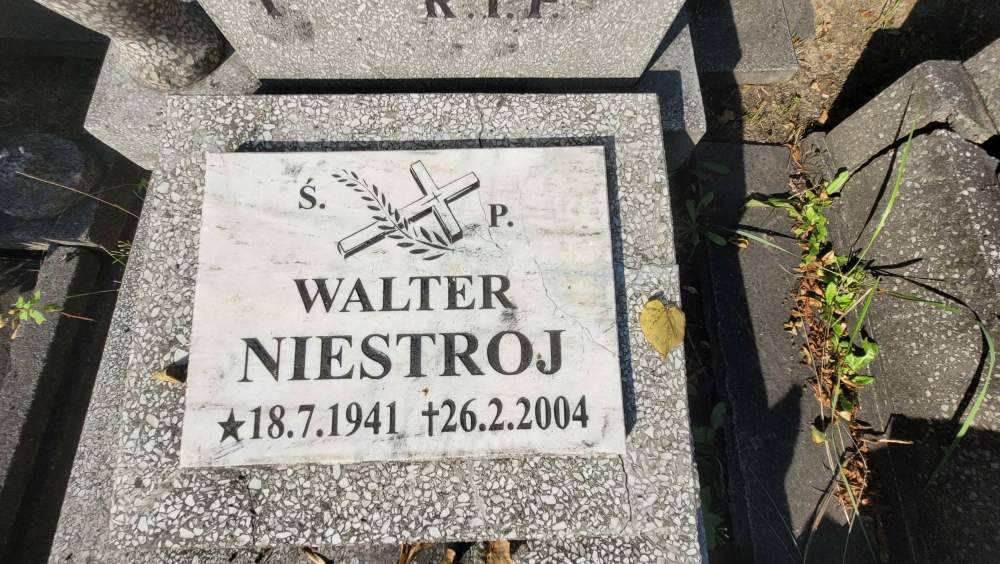 R.I.P.
Ś. P.
WALTER
NIESTROJ
★18.7.1941 †26.2.2004